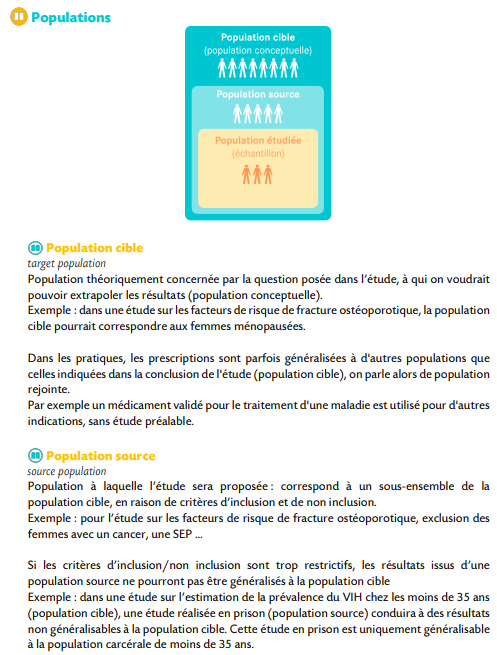 Populations
Population cible
(population conceptuelle)
Population source
Population étudiée
(échantillon)
Population cible
target population
Population théoriquement concernée par la question posée dans l'étude, à qui on voudrait
pouvoir extrapoler les résultats (population conceptuelle).
Exemple : dans une étude sur les facteurs de risque de fracture ostéoporotique, la population
cible pourrait correspondre aux femmes ménopausées.
Dans les pratiques, les prescriptions sont parfois généralisées à d'autres populations que
celles indiquées dans la conclusion de l'étude (population cible), on parle alors de population
rejointe.
Par exemple un médicament validé pour le traitement d'une maladie est utilisé pour d'autres
indications, sans étude préalable.
Population source
source population
Population à laquelle l'étude sera proposée : correspond à un sous-ensemble de la
population cible, en raison de critères d'inclusion et de non inclusion.
Exemple : pour l'étude sur les facteurs de risque de fracture ostéoporotique, exclusion des
femmes avec un cancer, une SEP ...
Si les critères d'inclusion/non inclusion sont trop restrictifs, les résultats issus d'une
population source ne pourront pas être généralisés à la population cible
Exemple : dans une étude sur l'estimation de la prévalence du VIH chez les moins de 35 ans
(population cible), une étude réalisée en prison (population source) conduira à des résultats
non généralisables à la population cible. Cette étude en prison est uniquement généralisable
à la population carcérale de moins de 35 ans.